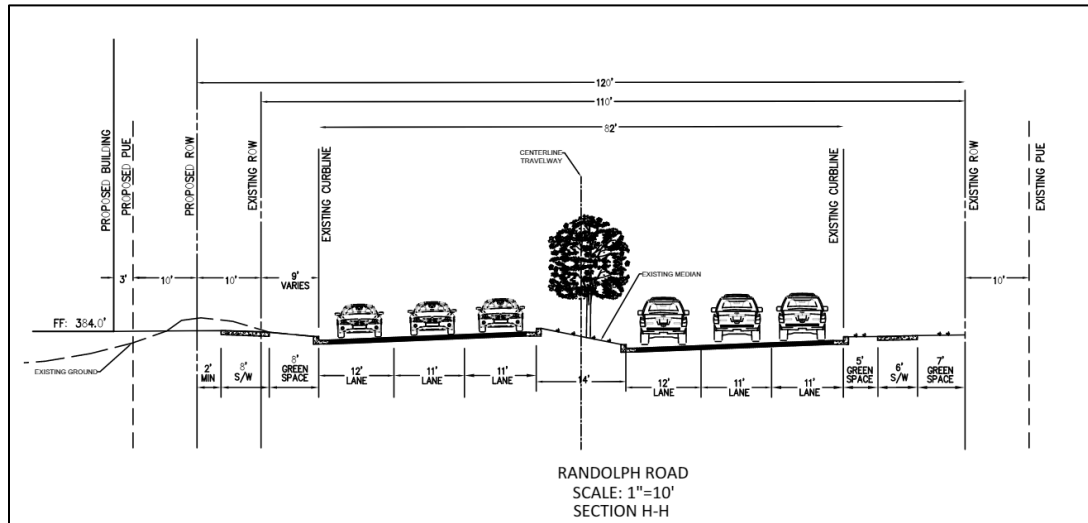 120'
110'
82'
PROPOSED BUILDING
PROPOSED PUE
PROPOSED ROW
EXISTING ROW
EXISTING CURBLINE
CENTERLINE
TRAVELWAY
EXISTING CURBLINE
EXISTING ROW
EXISTING PUE
3'
10'
10'
9'
VARIES
EXISTING MEDIAN
10'
FF: 384.0'
EXISTING GROUND
2'
MIN
8'
S/W
8'
GREEN
SPACE
12'
LANE
11'
LANE
11'
LANE
14'
12'
LANE
11'
LANE
11'
LANE
5'
GREEN
SPACE
6'
S/W
7'
GREEN
SPACE
RANDOLPH ROAD
SCALE: 1"=10'
SECTION H-H